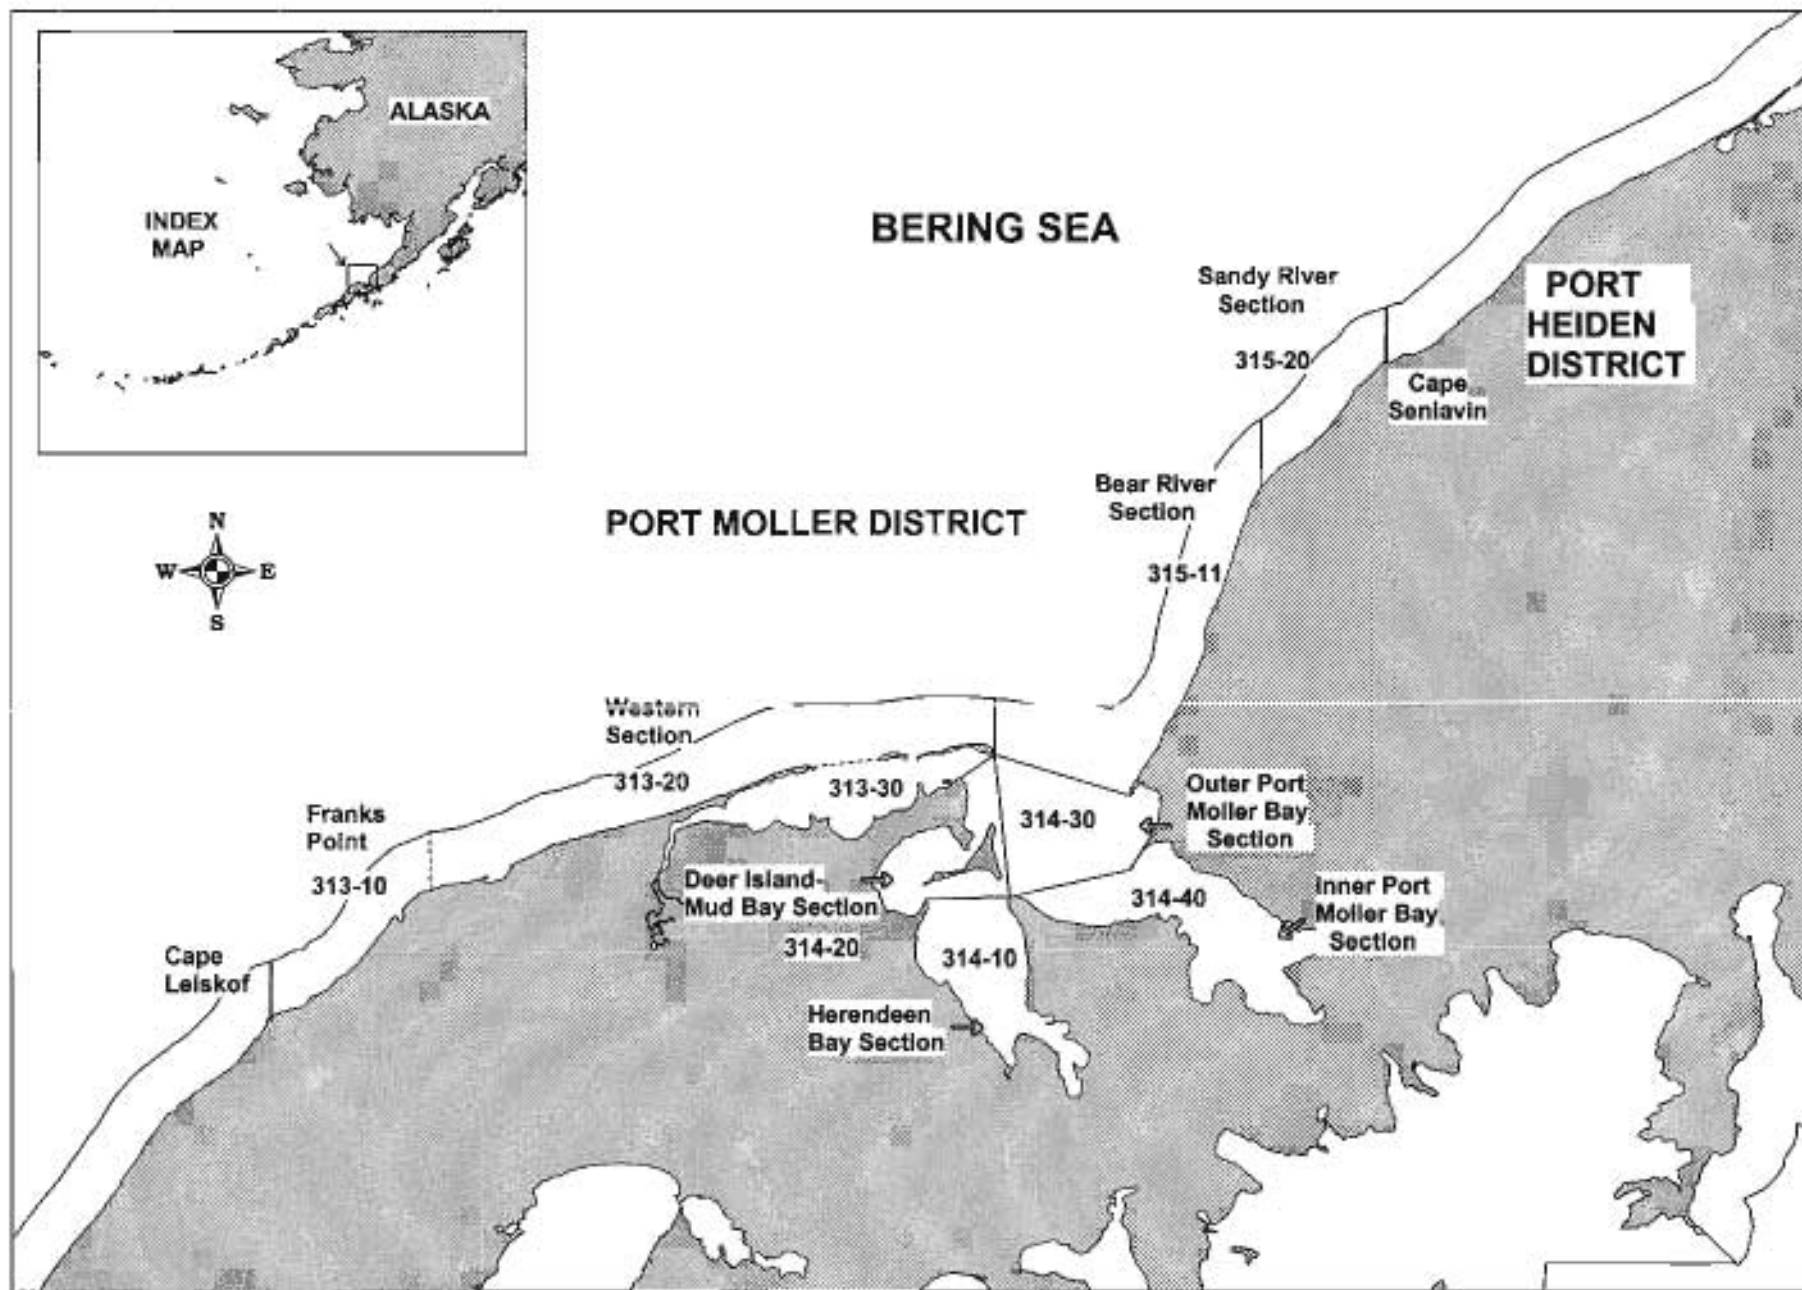 ALASKA
INDEX
MAP
BERING SEA
Sandy River
Section
315-20
PORT
HEIDEN
DISTRICT
Cape
Senlavin
Bear River
Section
315-11
PORT MOLLER DISTRICT
N
W E
S
Western
Section
313-20
313-30
Franks
Point
313-10
314-30
Outer Port
Moller Bay
Section
Deer Island-
Mud Bay Section
314-20
314-40
Inner Port
Moller Bay
Section
314-10
Cape
Leiskof
Herendeen
Bay Section